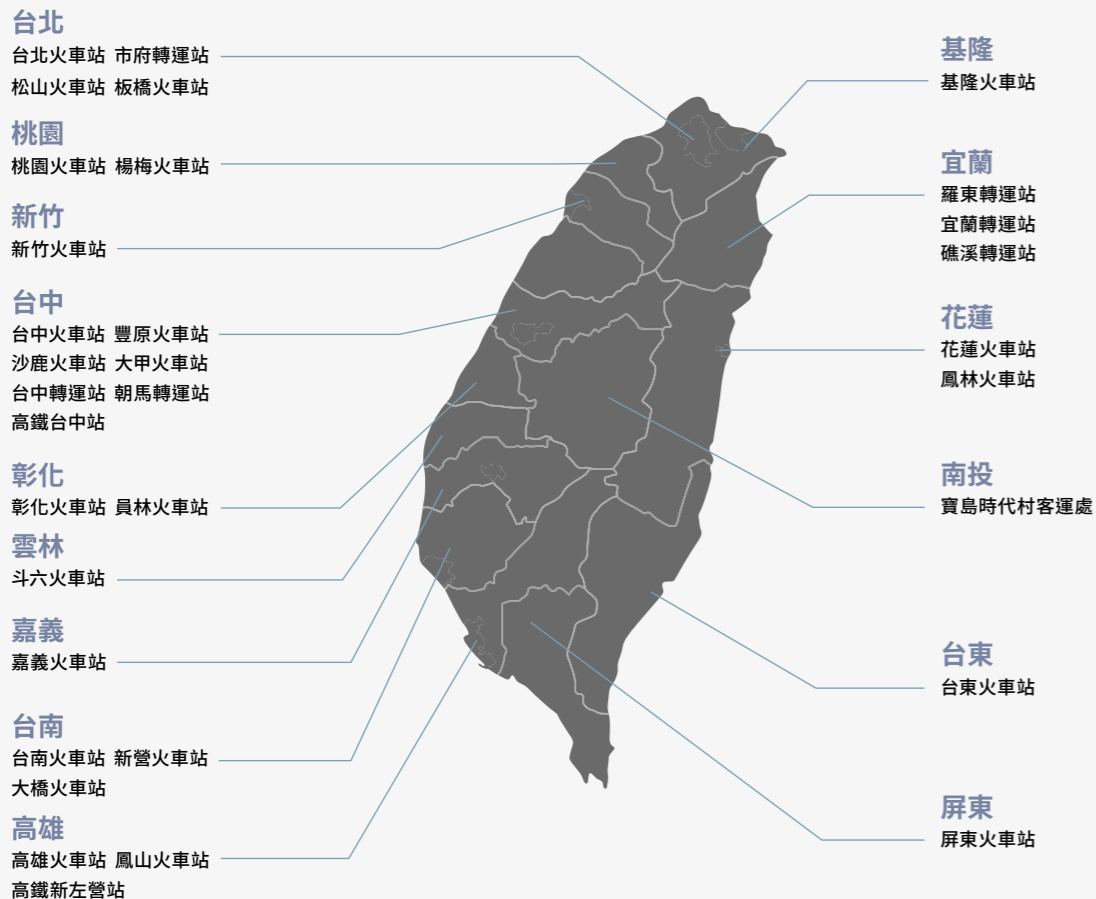 台北
台北火車站 市府轉運站
松山火車站 板橋火車站
桃園
桃園火車站 楊梅火車站
新竹
新竹火車站
台中
台中火車站 豐原火車站
沙鹿火車站 大甲火車站
台中轉運站 朝馬轉運站
高鐵台中站
彰化
彰化火車站 員林火車站
雲林
斗六火車站
嘉義
嘉義火車站
台南
台南火車站 新營火車站
大橋火車站
高雄
高雄火車站 鳳山火車站
高鐵新左營站
基隆
基隆火車站
宜蘭
羅東轉運站
宜蘭轉運站
礁溪轉運站
花蓮
花蓮火車站
鳳林火車站
南投
寶島時代村客運處
台東
台東火車站
屏東
屏東火車站